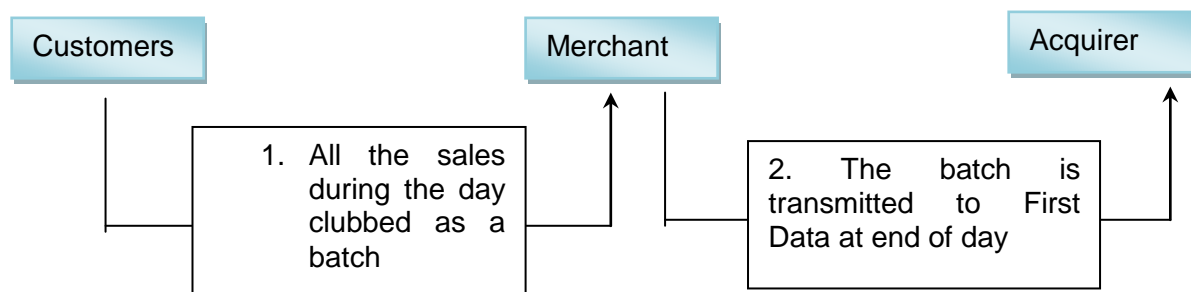 Customers
Merchant
Acquirer
1. All the sales
during the day
clubbed as a
batch
2. The batch is
transmitted to First
Data at end of day